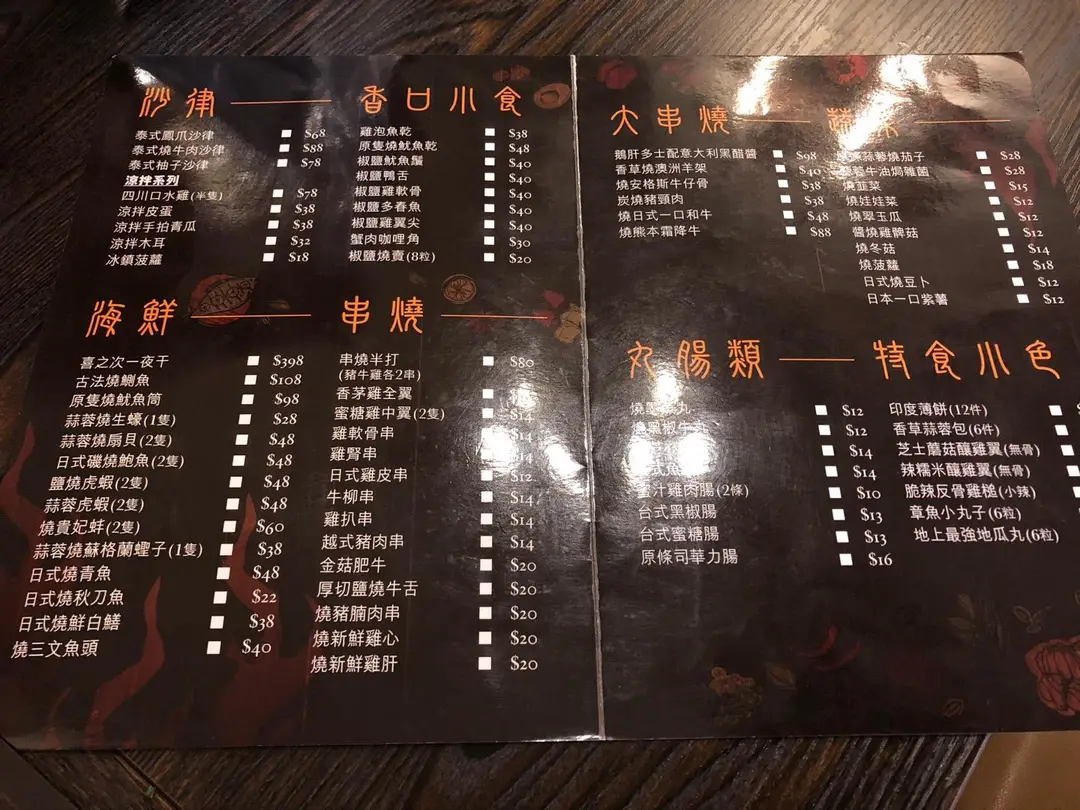 沙律
泰式鳳爪沙律 $68
泰式燒牛肉沙律 $88
泰式柚子沙律 $78
涼拌系列
四川口水雞(半隻) $78
涼拌皮蛋 $38
涼拌手拍青瓜 $38
涼拌木耳 $32
冰鎮菠蘿 $18
香口小食
雞泡魚乾 $38
原隻燒魷魚乾 $48
椒鹽魷魚鬚 $40
椒鹽鴨舌 $40
椒鹽雞軟骨 $40
椒鹽多春魚 $40
椒鹽雞翼尖 $40
蟹肉咖哩角 $30
椒鹽燒賣(8粒) $20
海鮮
喜之次一夜干 $398
古法燒鰂魚 $108
原隻燒魷魚筒 $98
蒜蓉燒生蠔(1隻) $28
蒜蓉燒扇貝(2隻) $48
日式磯燒鮑魚(2隻) $48
鹽燒虎蝦(2隻) $48
蒜蓉虎蝦(2隻) $48
燒貴妃蚌(2隻) $60
蒜蓉燒蘇格蘭蟶子(1隻) $38
日式燒青魚 $48
日式燒秋刀魚 $22
日式燒鮮白鱔 $38
燒三文魚頭 $40
串燒
串燒半打 $80
(豬牛雞各2串)
香茅雞全翼
蜜糖雞中翼(2隻) $14
雞軟骨串 $14
雞腎串 $14
日式雞皮串 $12
牛柳串 $14
雞扒串 $14
越式豬肉串 $14
金菇肥牛 $20
厚切鹽燒牛舌 $20
燒豬腩肉串 $20
燒新鮮雞心 $20
燒新鮮雞肝 $20
大串燒
鵝肝多士配意大利黑醋醬 $98
香草燒澳洲羊架 $40
燒安格斯牛仔骨 $38
炭燒豬頸肉 $38
燒日式一口和牛 $48
燒熊本霜降牛 $88
蔬菜
蒜蓉燒茄子 $28
牛油焗雜菌 $28
燒韮菜 $15
燒娃娃菜 $12
燒翠玉瓜 $12
醬燒雞髀菇 $12
燒冬菇 $14
燒菠蘿 $18
日式燒豆卜 $12
日本一口紫薯 $12
丸腸類
丸 $12
燒黑椒牛丸 $12
$14
式魚 $14
蜜汁雞肉腸(2條) $10
台式黑椒腸 $13
台式蜜糖腸 $13
原條司華力腸 $16
特食小色
印度薄餅(12件)
香草蒜蓉包(6件)
芝士蘑菇釀雞翼(無骨)
辣糯米釀雞翼(無骨)
脆辣反骨雞槌(小辣)
章魚小丸子(6粒)
地上最強地瓜丸(6粒)